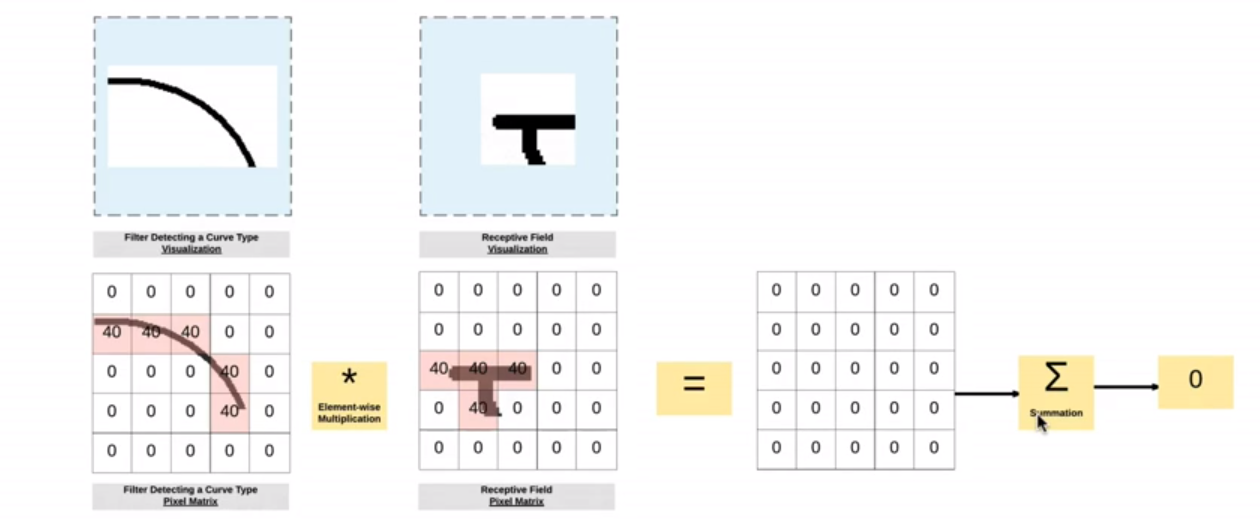 Filter Detecting a Curve Type
Visualization
Receptive Field
Visualization
0 0 0 0 0
40 40 40 0 0
0 0 0 40 0
0 0 0 40 0
0 0 0 0 0
*
Element-wise
Multiplication
0 0 0 0 0
0 0 0 0 0
40 40 40 0 0
0 40 0 0 0
0 0 0 0 0
=
0 0 0 0 0
0 0 0 0 0
0 0 0 0 0
0 0 0 0 0
0 0 0 0 0
Σ
Summation
0
Filter Detecting a Curve Type
Pixel Matrix
Receptive Field
Pixel Matrix